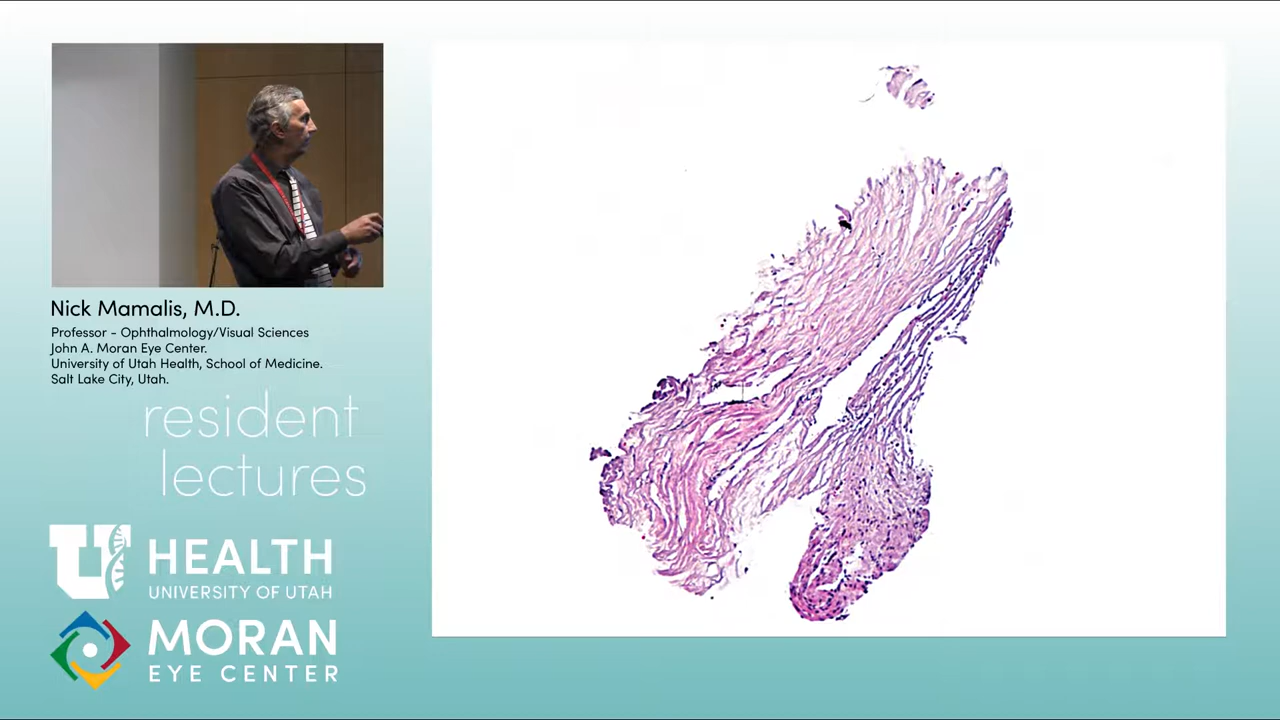 Nick Mamalis, M.D.
Professor - Ophthalmology/Visual Sciences
John A. Moran Eye Center.
University of Utah Health, School of Medicine.
Salt Lake City, Utah.
resident
lectures
U HEALTH
UNIVERSITY OF UTAH
MORAN
EYE CENTER